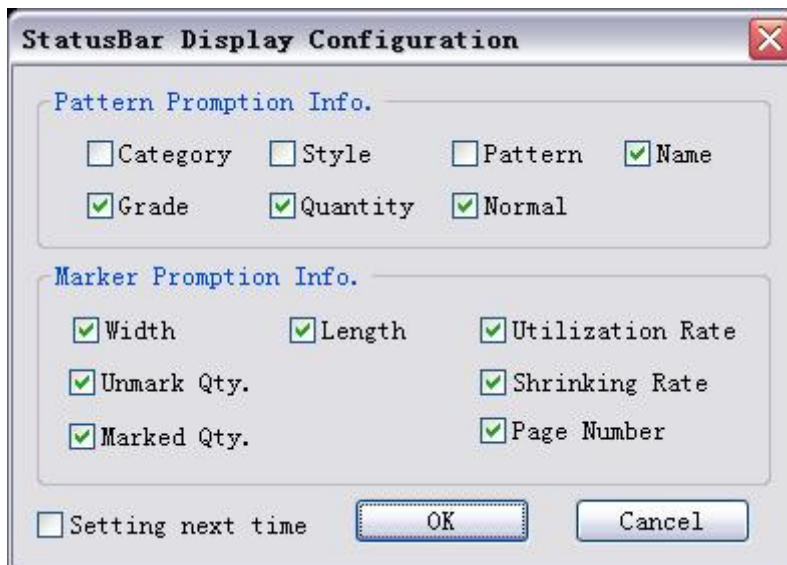 StatusBar Display Configuration
Pattern Promption Info.
Category Style Pattern Name
Grade Quantity Normal
Marker Promption Info.
Width Length Utilization Rate
Unmark Qty. Shrinking Rate
Marked Qty. Page Number
Setting next time OK Cancel